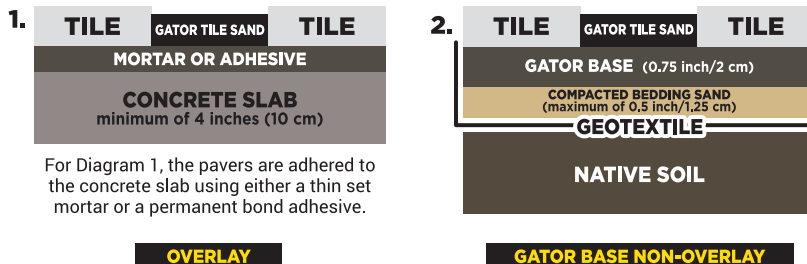 1.
TILE GATOR TILE SAND TILE
MORTAR OR ADHESIVE
CONCRETE SLAB
minimum of 4 inches (10 cm)
For Diagram 1, the pavers are adhered to
the concrete slab using either a thin set
mortar or a permanent bond adhesive.
OVERLAY
2.
TILE GATOR TILE SAND TILE
GATOR BASE (0.75 inch/2 cm)
COMPACTED BEDDING SAND
(maximum of 0.5 inch/1.25 cm)
GEOTEXTILE
NATIVE SOIL
GATOR BASE NON-OVERLAY